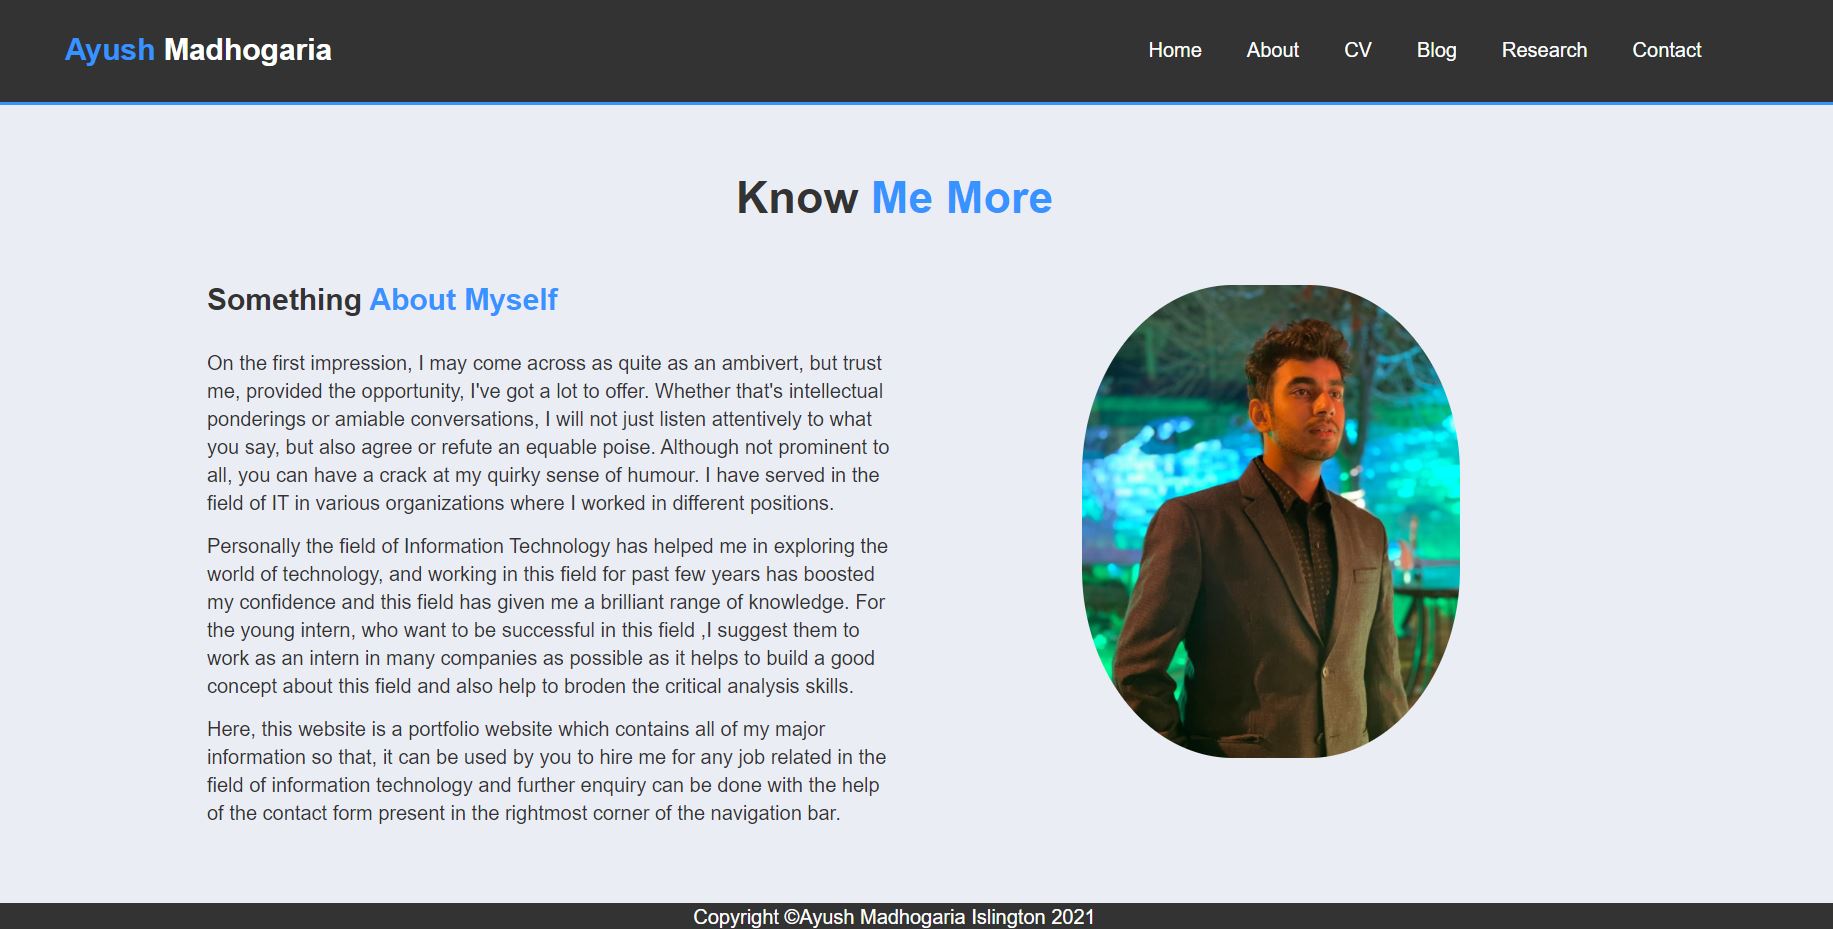 Ayush Madhogaria
Home About CV Blog Research Contact
Know Me More
Something About Myself
On the first impression, I may come across as quite as an ambivert, but trust
me, provided the opportunity, I've got a lot to offer. Whether that's intellectual
ponderings or amiable conversations, I will not just listen attentively to what
you say, but also agree or refute an equable poise. Although not prominent to
all, you can have a crack at my quirky sense of humour. I have served in the
field of IT in various organizations where I worked in different positions.
Personally the field of Information Technology has helped me in exploring the
world of technology, and working in this field for past few years has boosted
my confidence and this field has given me a brilliant range of knowledge. For
the young intern, who want to be successful in this field ,I suggest them to
work as an intern in many companies as possible as it helps to build a good
concept about this field and also help to broden the critical analysis skills.
Here, this website is a portfolio website which contains all of my major
information so that, it can be used by you to hire me for any job related in the
field of information technology and further enquiry can be done with the help
of the contact form present in the rightmost corner of the navigation bar.
Copyright ©Ayush Madhogaria Islington 2021